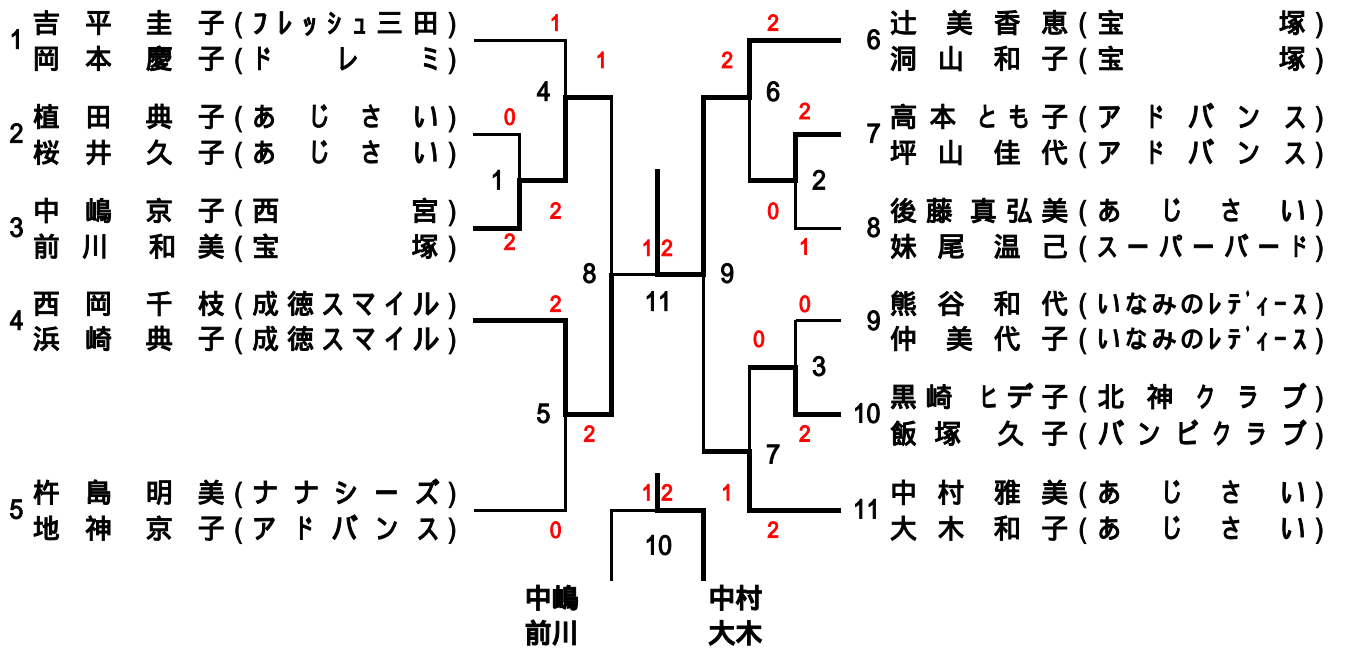 1 吉平圭子(フレッシュ三田)
岡本慶子(ドレミ)
2 植田典子(あじさい)
桜井久子(あじさい)
3 中嶋京子(西宮)
前川和美(宝塚)
4 西岡千枝(成徳スマイル)
浜崎典子(成徳スマイル)
5 杵島明美(ナナシーズ)
地神京子(アドバンス)
1
1
4
0
1
2
2
8
2
5
2
0
1 2
11
1 2
10
2
2
6
2
2
0
1
9
0
0
3
2
7
1
2
6 辻美香恵(宝塚)
洞山和子(宝塚)
7 高本とも子(アドバンス)
坪山佳代(アドバンス)
8 後藤真弘美(あじさい)
妹尾温己(スーパーバード)
9 熊谷和代(いなみのレディース)
仲美代子(いなみのレディース)
10 黒崎ヒデ子(北神クラブ)
飯塚久子(バンビクラブ)
11 中村雅美(あじさい)
大木和子(あじさい)
中嶋 中村
前川 大木